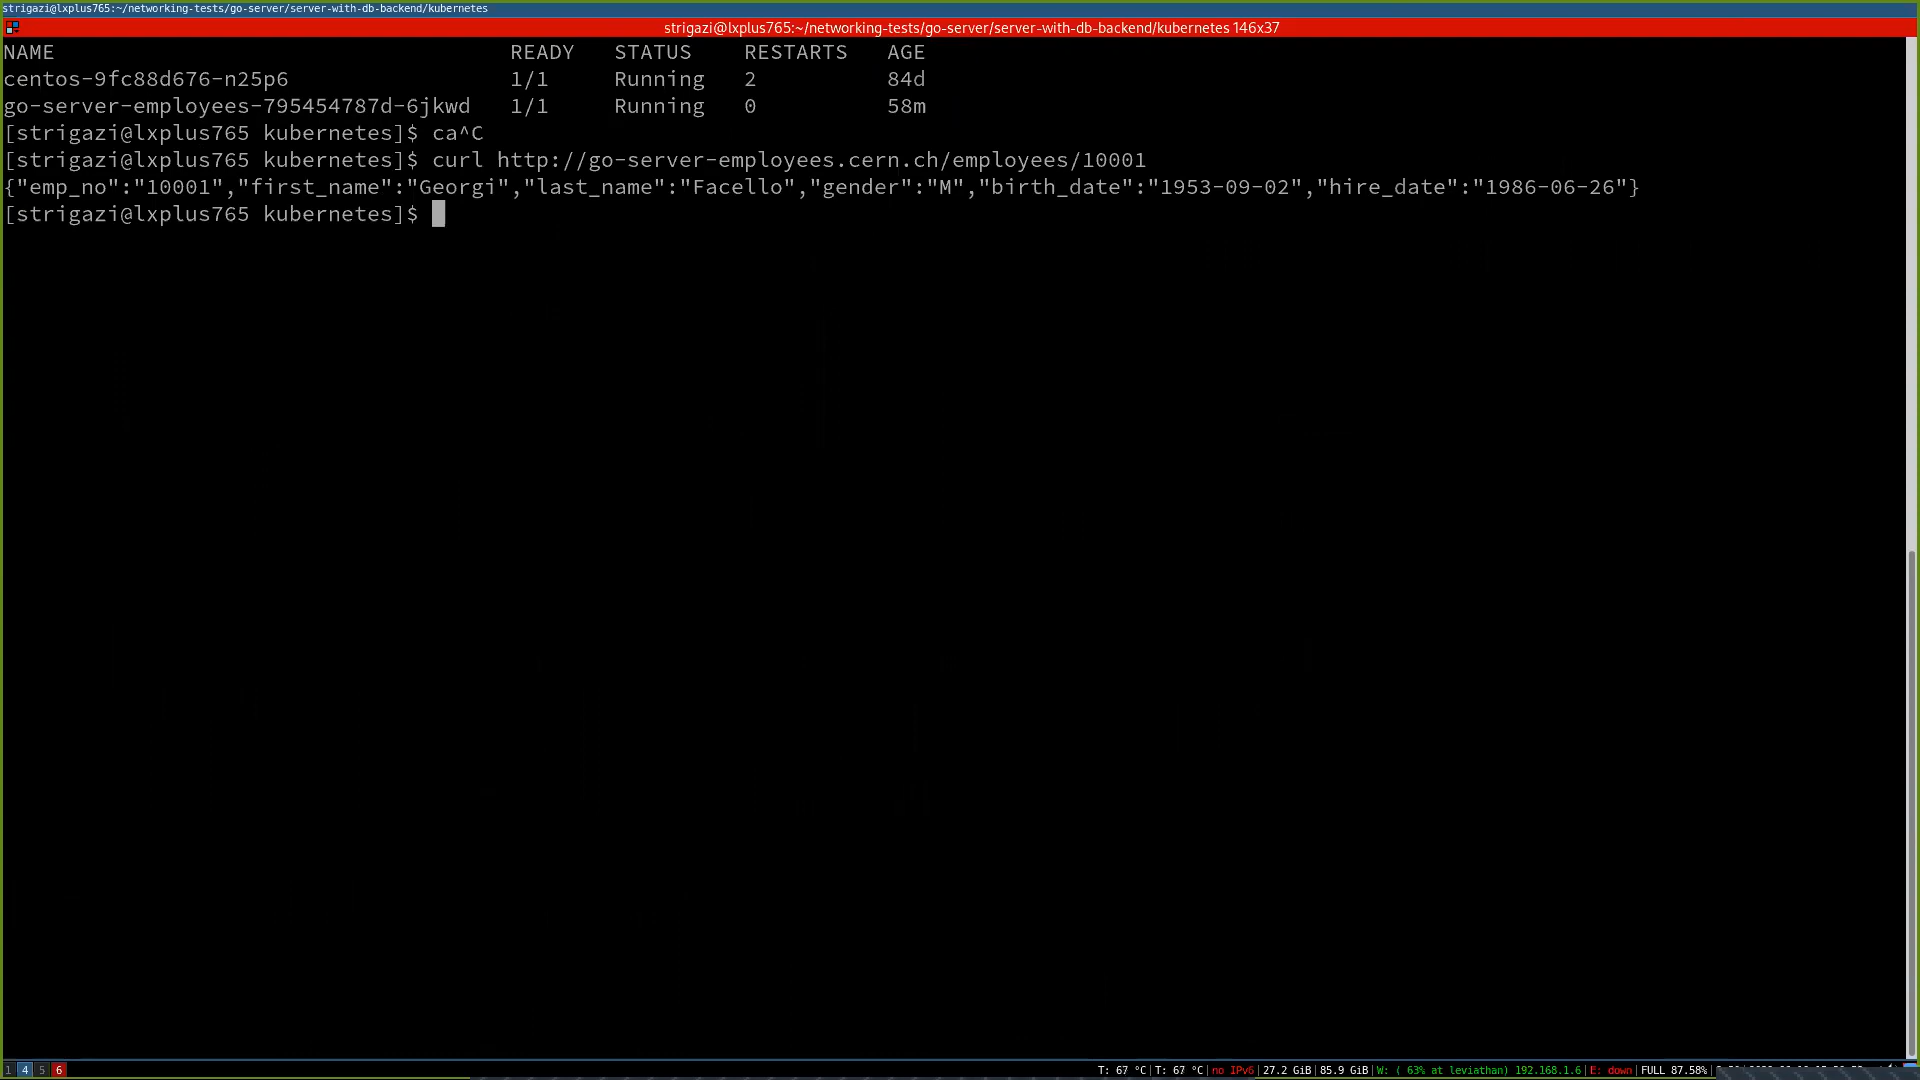 strigazi@lxplus765:~/networking-tests/go-server/server-with-db-backend/kubernetes
strigazi@lxplus765:~/networking-tests/go-server/server-with-db-backend/kubernetes 146x37
NAME READY STATUS RESTARTS AGE
centos-9fc88d676-n25p6 1/1 Running 2 84d
go-server-employees-795454787d-6jkwd 1/1 Running 0 58m
[strigazi@lxplus765 kubernetes]$ ca^C
[strigazi@lxplus765 kubernetes]$ curl http://go-server-employees.cern.ch/employees/10001
{"emp_no":"10001","first_name":"Georgi","last_name":"Facello","gender":"M","birth_date":"1953-09-02","hire_date":"1986-06-26"}
[strigazi@lxplus765 kubernetes]$
1 4 5 6 T: 67 °C|T: 67 °C|no IPv6|27.2 GiB|85.9 GiB|W: ( 63% at leviathan) 192.168.1.6|E: down|FULL 87.58%|